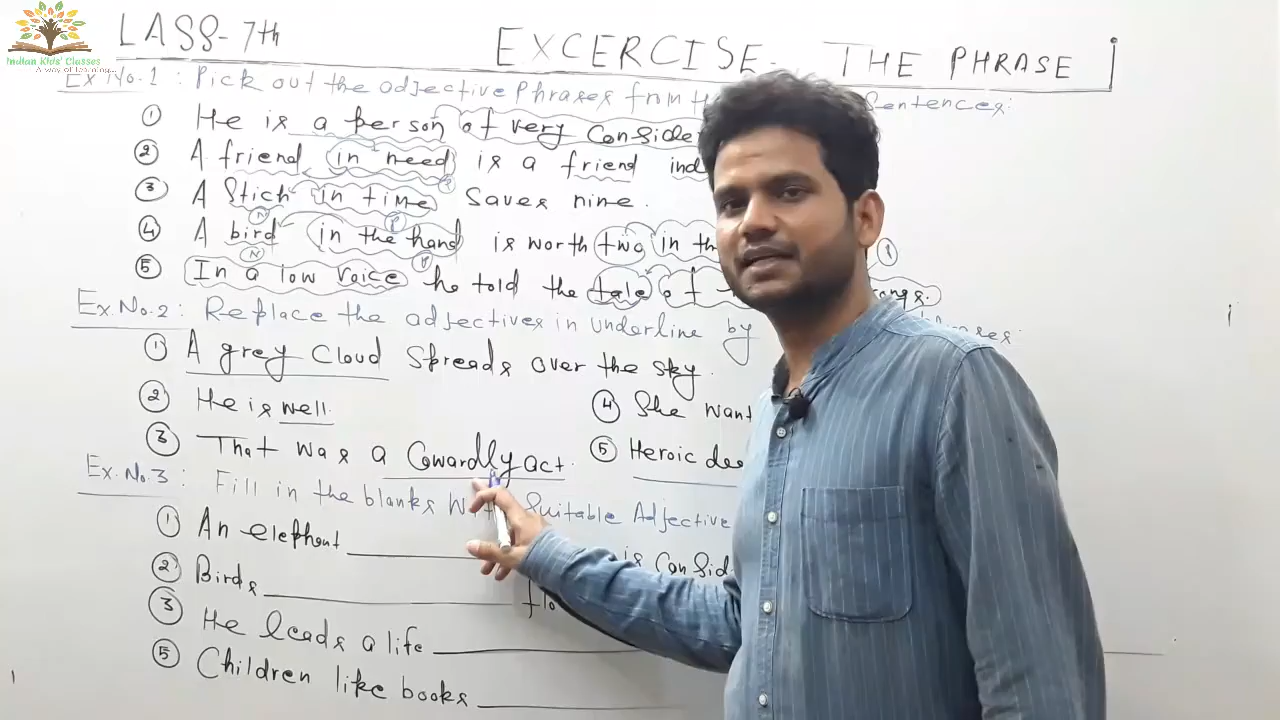 Indian Kids' Classes
A way of learning...
LASS-7th
EXCERCISE- THE PHRASE
Ex.No.1 : Pick out the adjective phrases from Sentences:
① He is a person of very
② A friend in need is a friend
③ A Stich in time Saves nine.
④ A bird in the hand is worth two in
⑤ In a low voice he told the tale of
Ex.No.2 : Replace the adjectives in underline by
① A grey Cloud Spreads over the sky.
② He is well.
④ She
③ That was a Cowardly act.
⑤ Heroic
Ex.No.3 : Fill in the blanks Suitable Adjective
① An elephant
is
② Birds
③ He leads a life
⑤ Children like books